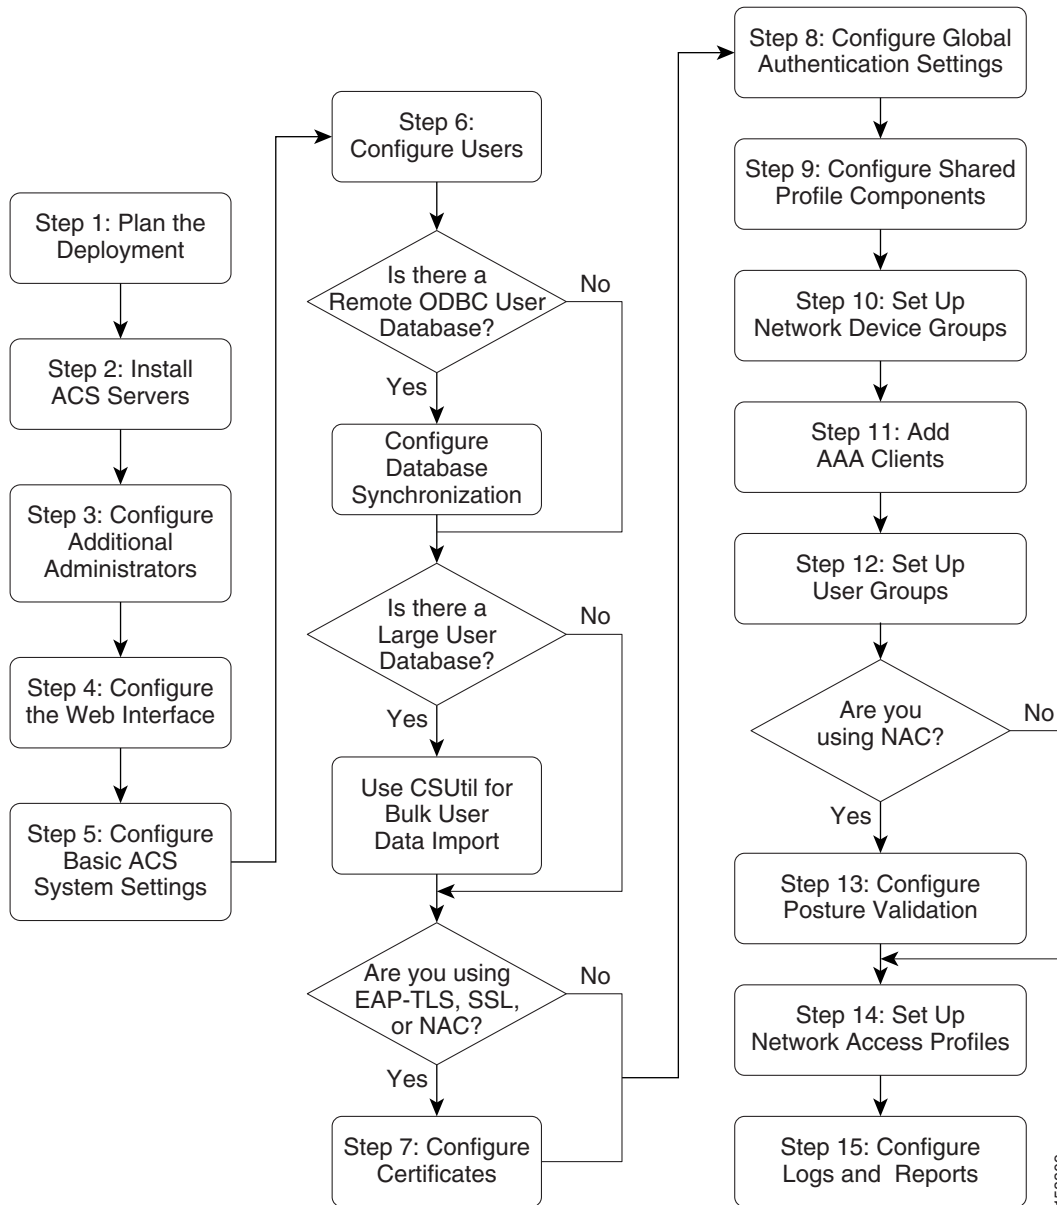 Step 1: Plan the
Deployment
Step 2: Install
ACS Servers
Step 3: Configure
Additional
Administrators
Step 4: Configure
the Web Interface
Step 5: Configure
Basic ACS
System Settings
Step 6:
Configure Users
Is there a
Remote ODBC User
Database?
No
Yes
Configure
Database
Synchronization
Is there a
Large User
Database?
No
Yes
Use CSUtil for
Bulk User
Data Import
Are you using
EAP-TLS, SSL,
or NAC?
No
Yes
Step 7: Configure
Certificates
Step 8: Configure Global
Authentication Settings
Step 9: Configure Shared
Profile Components
Step 10: Set Up
Network Device Groups
Step 11: Add
AAA Clients
Step 12: Set Up
User Groups
Are you
using NAC?
No
Yes
Step 13: Configure
Posture Validation
Step 14: Set Up
Network Access Profiles
Step 15: Configure
Logs and Reports